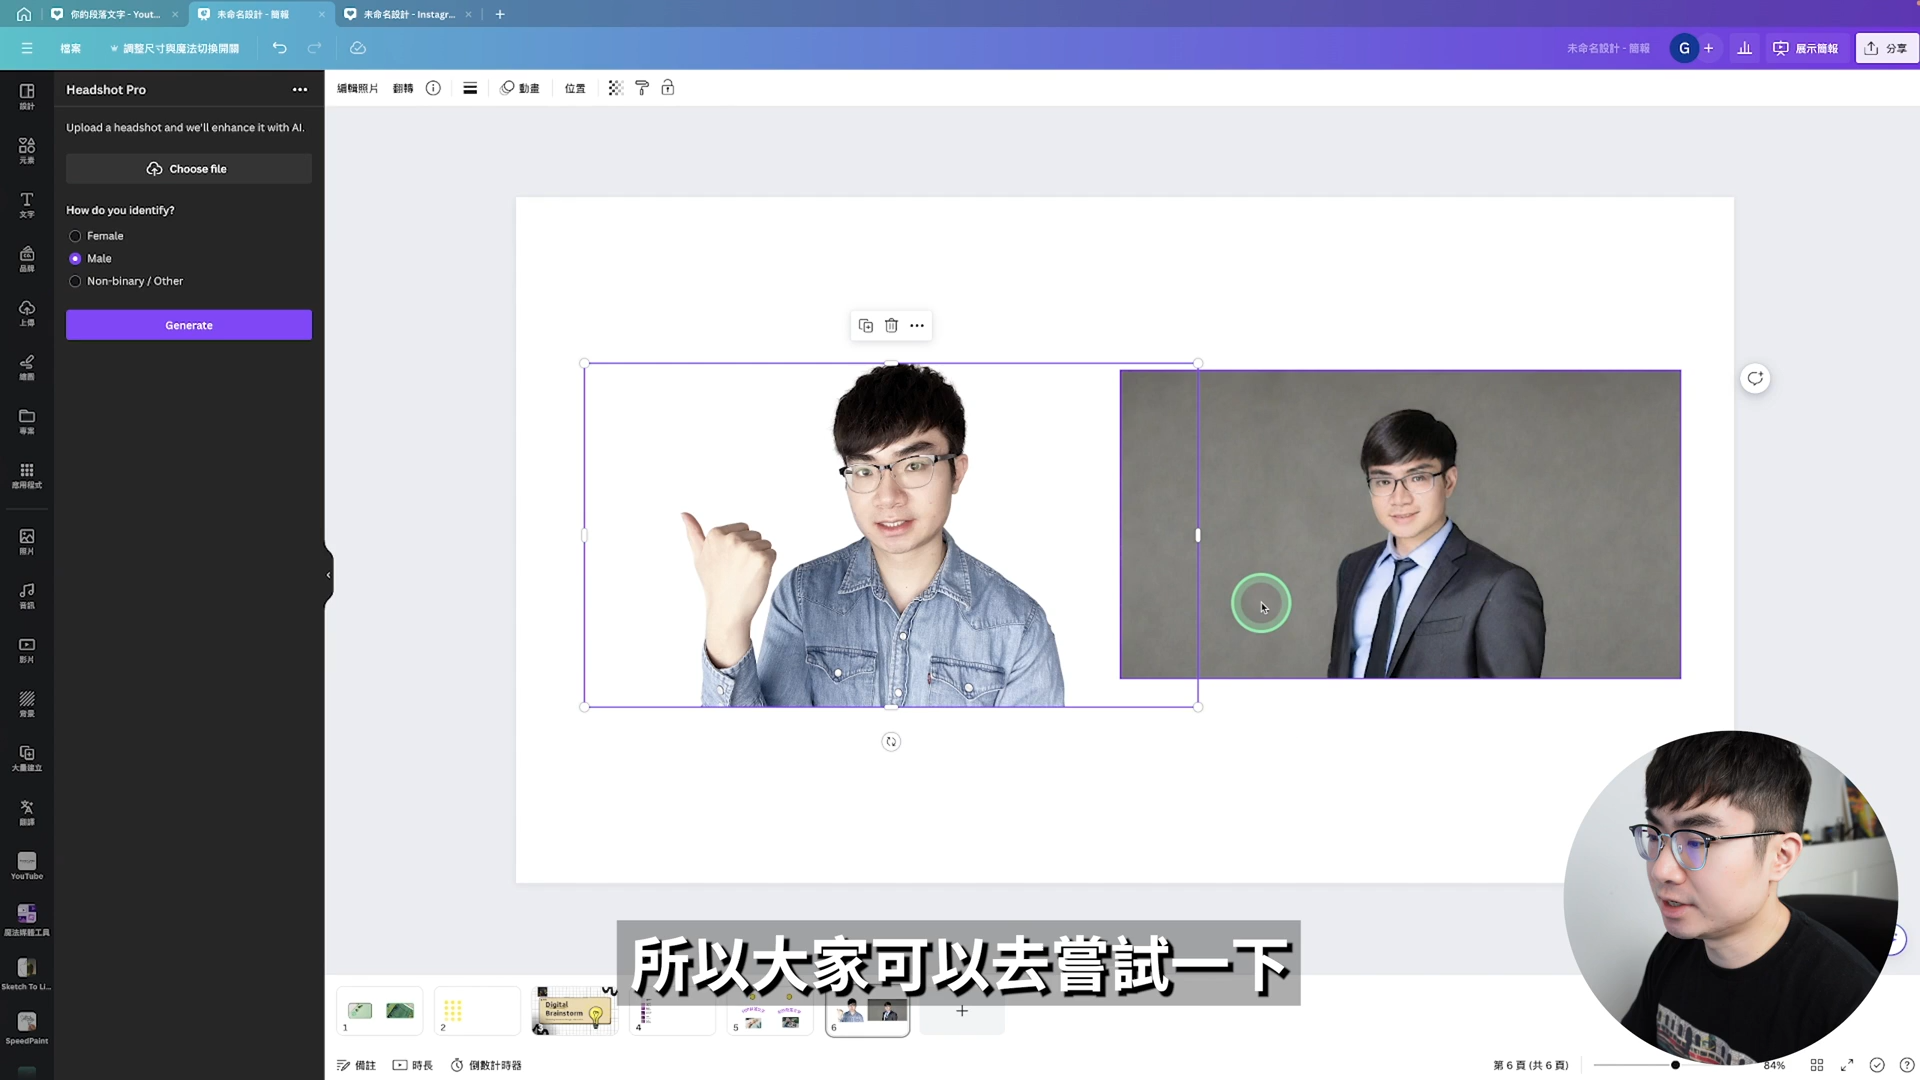 你的段落文字 - Yout...
未命名設計 - 簡報
未命名設計 - Instagr...
檔案
調整尺寸與魔法切換開關
未命名設計 - 簡報
G
展示簡報
分享
設計
元素
文字
品牌
上傳
繪圖
專案
應用程式
照片
音訊
影片
背景
大量建立
翻譯
YouTube
魔法媒體工具
Sketch To Li...
SpeedPaint
Headshot Pro
Upload a headshot and we'll enhance it with AI.
Choose file
How do you identify?
Female
Male
Non-binary / Other
Generate
編輯照片
翻轉
動畫
位置
所以大家可以去嘗試一下
1
2
Digital
Brainstorm
3
4
5
6
備註
時長
倒數計時器
第 6 頁 (共 6 頁)
84%